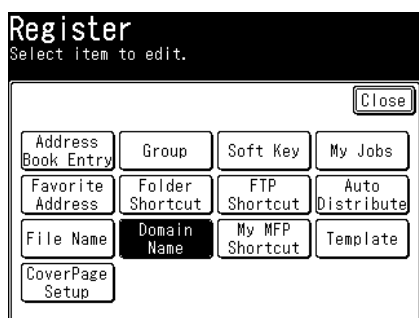 Register
Select item to edit.
Close
Address
Book Entry
Group
Soft Key
My Jobs
Favorite
Address
Folder
Shortcut
FTP
Shortcut
Auto
Distribute
File Name
Domain
Name
My MFP
Shortcut
Template
CoverPage
Setup